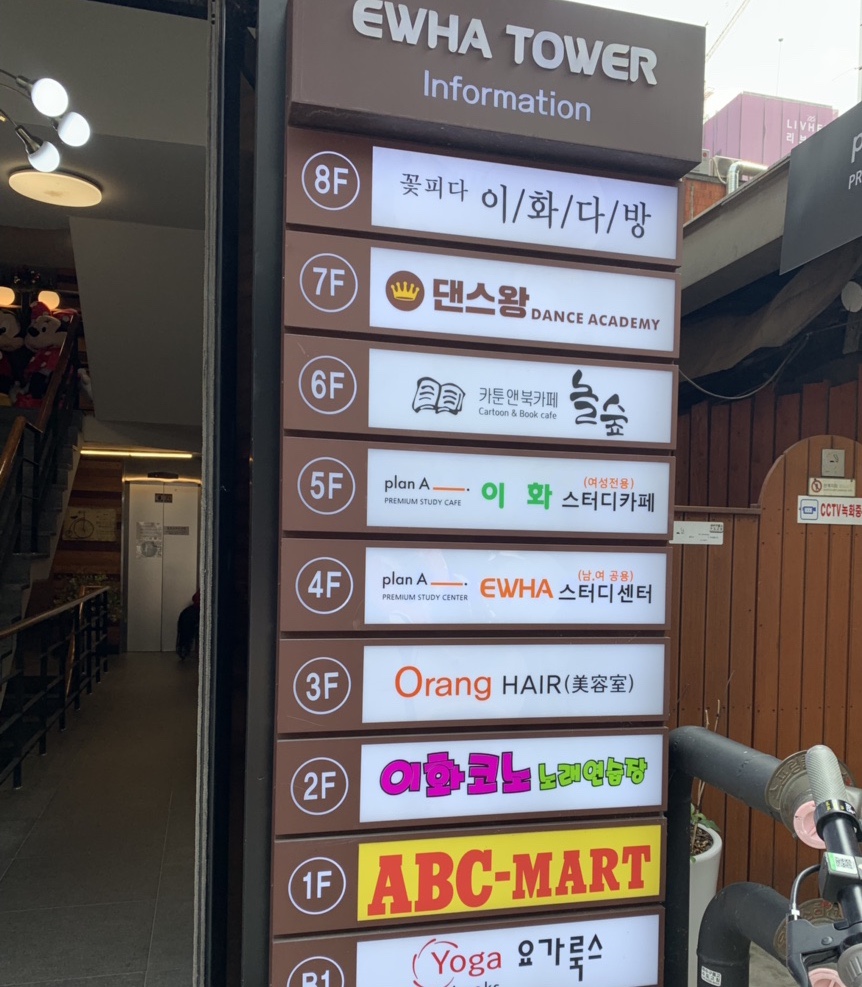 EWHA TOWER
Information
8F
꽃피다 이/화/다/방
7F
댄스왕 DANCE ACADEMY
6F
카툰앤북카페
Cartoon & Book cafe
놀숲
5F
plan A
PREMIUM STUDY CAFE
(여성전용)
이 화 스터디카페
4F
plan A
PREMIUM STUDY CENTER
(남,여 공용)
EWHA 스터디센터
3F
Orang HAIR(美容室)
2F
이화코노 노래연습장
1F
ABC-MART
B1
Yoga 요가룩스
LIVHE
CCTV녹화중